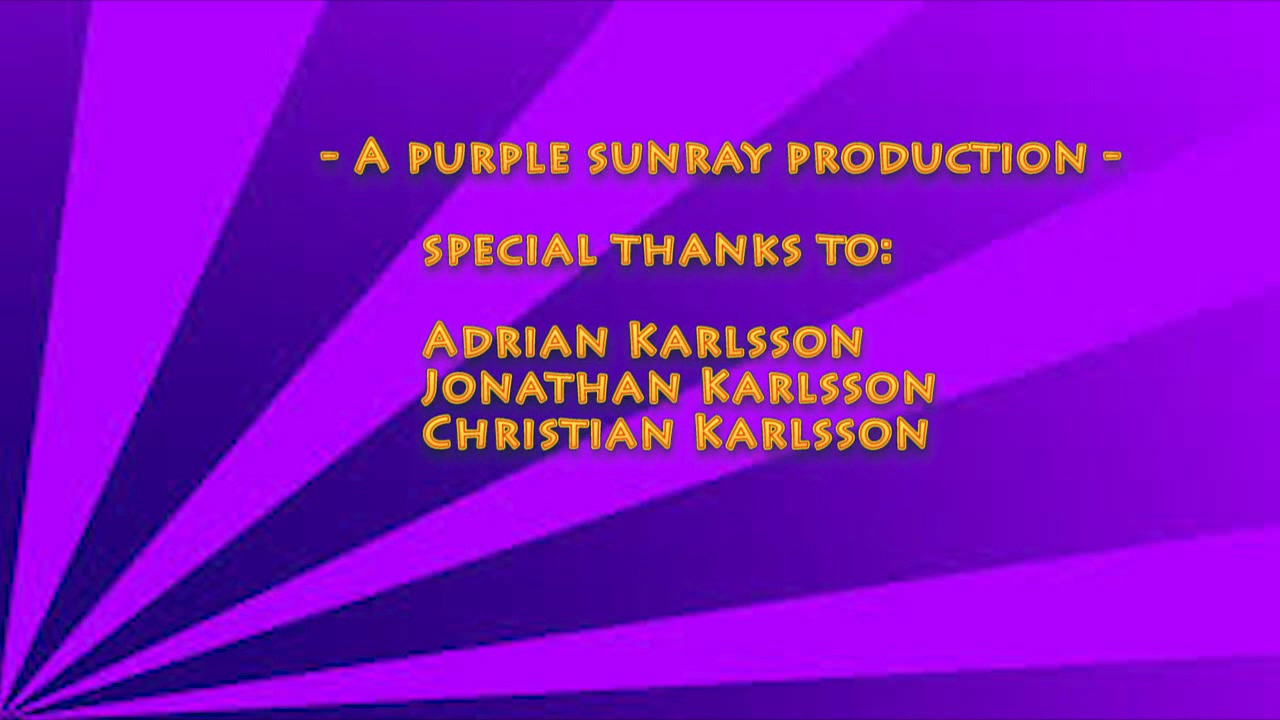 - A PURPLE SUNRAY PRODUCTION -
SPECIAL THANKS TO:
ADRIAN KARLSSON
JONATHAN KARLSSON
CHRISTIAN KARLSSON